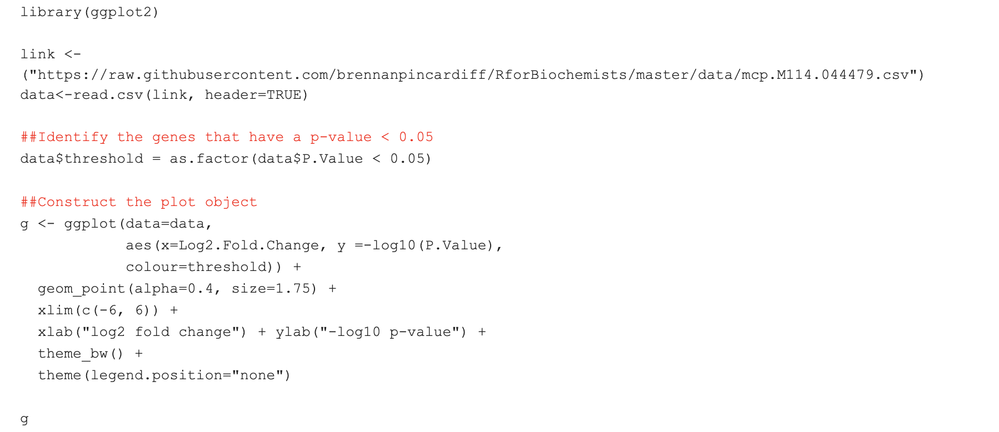 library(ggplot2)
link <-
("https://raw.githubusercontent.com/brennanpincardiff/RforBiochemists/master/data/mcp.M114.044479.csv")
data<-read.csv(link, header=TRUE)
##Identify the genes that have a p-value < 0.05
data$threshold = as.factor(data$P.Value < 0.05)
##Construct the plot object
g <- ggplot(data=data,
aes(x=Log2.Fold.Change, y =-log10(P.Value),
colour=threshold)) +
geom_point(alpha=0.4, size=1.75) +
xlim(c(-6, 6)) +
xlab("log2 fold change") + ylab("-log10 p-value") +
theme_bw() +
theme(legend.position="none")
g